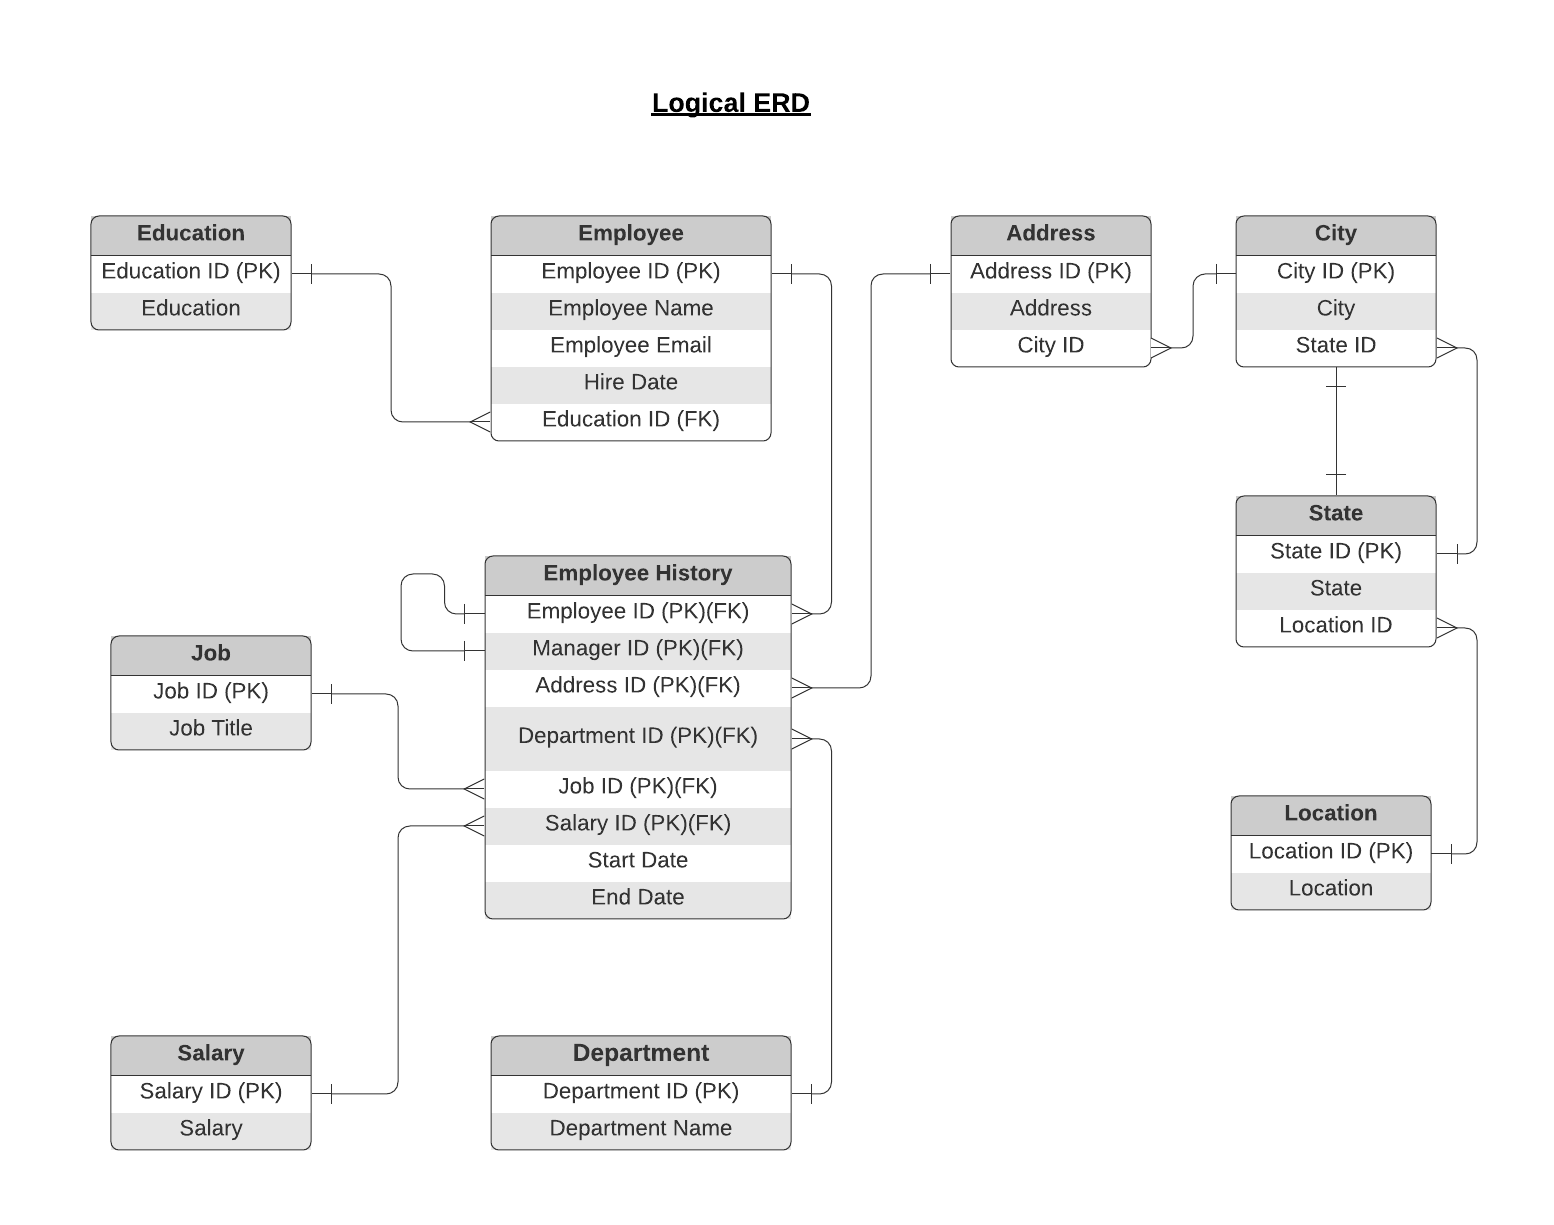 Logical ERD
Education
Education ID (PK)
Education
Employee
Employee ID (PK)
Employee Name
Employee Email
Hire Date
Education ID (FK)
Address
Address ID (PK)
Address
City ID
City
City ID (PK)
City
State ID
State
State ID (PK)
State
Location ID
Employee History
Employee ID (PK)(FK)
Manager ID (PK)(FK)
Address ID (PK)(FK)
Department ID (PK)(FK)
Job ID (PK)(FK)
Salary ID (PK)(FK)
Start Date
End Date
Job
Job ID (PK)
Job Title
Location
Location ID (PK)
Location
Salary
Salary ID (PK)
Salary
Department
Department ID (PK)
Department Name